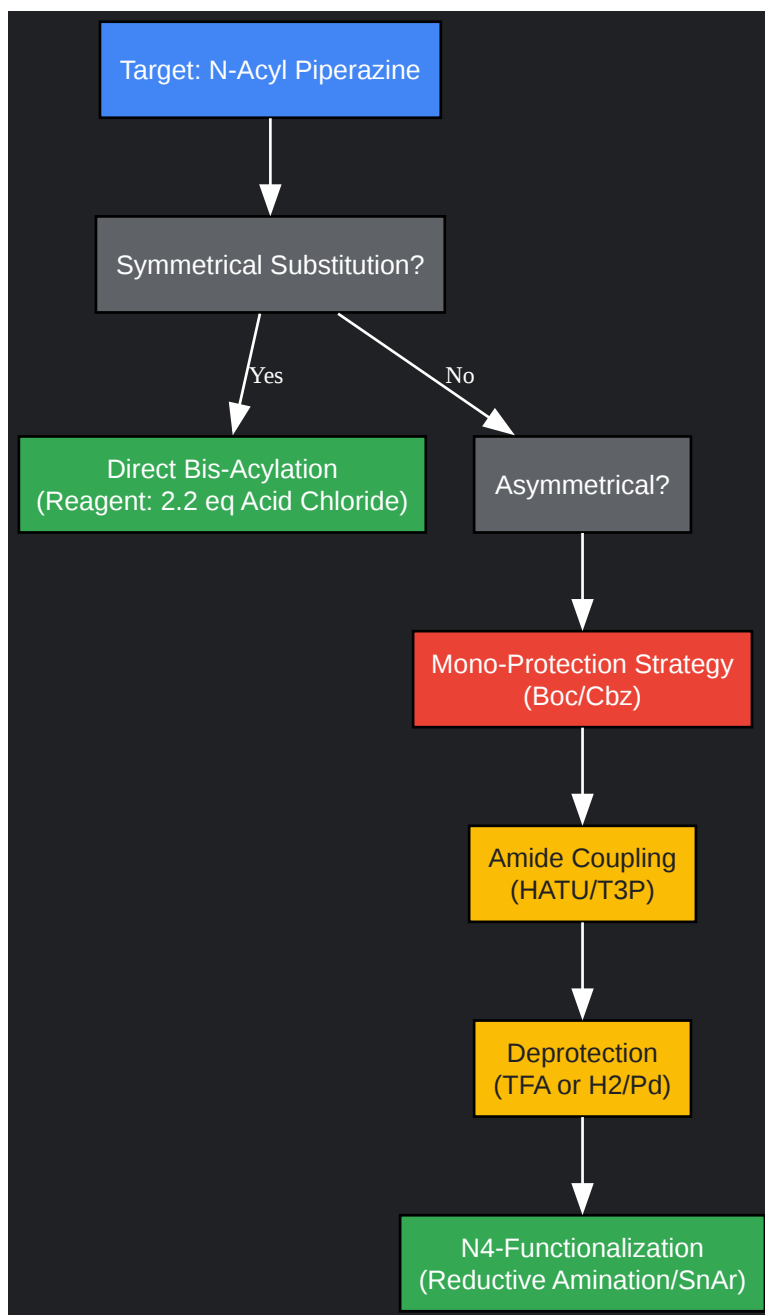 Target: N-Acyl Piperazine
Symmetrical Substitution?
Yes
No
Direct Bis-Acylation
(Reagent: 2.2 eq Acid Chloride)
Asymmetrical?
Mono-Protection Strategy
(Boc/Cbz)
Amide Coupling
(HATU/T3P)
Deprotection
(TFA or H2/Pd)
N4-Functionalization
(Reductive Amination/SnAr)